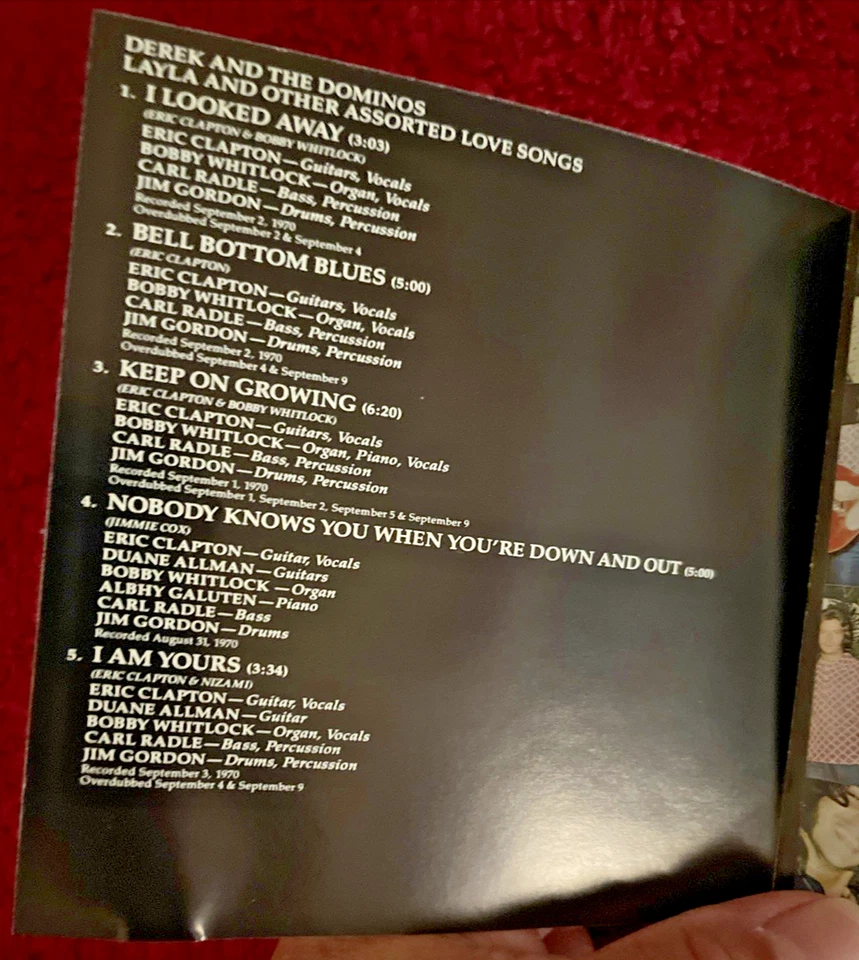 DEREK AND THE DOMINOS
LAYLA AND OTHER ASSORTED LOVE SONGS
1. I LOOKED AWAY (3:03)
(ERIC CLAPTON & BOBBY WHITLOCK)
ERIC CLAPTON—Guitars, Vocals
BOBBY WHITLOCK—Organ, Vocals
CARL RADLE—Bass, Percussion
JIM GORDON—Drums, Percussion
Recorded September 2, 1970
Overdubbed September 2 & September 4
2. BELL BOTTOM BLUES (5:00)
(ERIC CLAPTON)
ERIC CLAPTON—Guitars, Vocals
BOBBY WHITLOCK—Organ, Vocals
CARL RADLE—Bass, Percussion
JIM GORDON—Drums, Percussion
Recorded September 2, 1970
Overdubbed September 4 & September 9
3. KEEP ON GROWING (6:20)
(ERIC CLAPTON & BOBBY WHITLOCK)
ERIC CLAPTON—Guitars, Vocals
BOBBY WHITLOCK—Organ, Piano, Vocals
CARL RADLE—Bass, Percussion
JIM GORDON—Drums, Percussion
Recorded September 1, 1970
Overdubbed September 1, September 2, September 5 & September 9
4. NOBODY KNOWS YOU WHEN YOU'RE DOWN AND OUT (5:00)
(JIMMIE COX)
ERIC CLAPTON—Guitar, Vocals
DUANE ALLMAN—Guitars
BOBBY WHITLOCK—Organ
ALBHY GALUTEN—Piano
CARL RADLE—Bass
JIM GORDON—Drums
Recorded August 31, 1970
5. I AM YOURS (3:34)
(ERIC CLAPTON & NIZAMI)
ERIC CLAPTON—Guitar, Vocals
DUANE ALLMAN—Guitar
BOBBY WHITLOCK—Organ, Vocals
CARL RADLE—Bass, Percussion
JIM GORDON—Drums, Percussion
Recorded September 3, 1970
Overdubbed September 4 & September 9